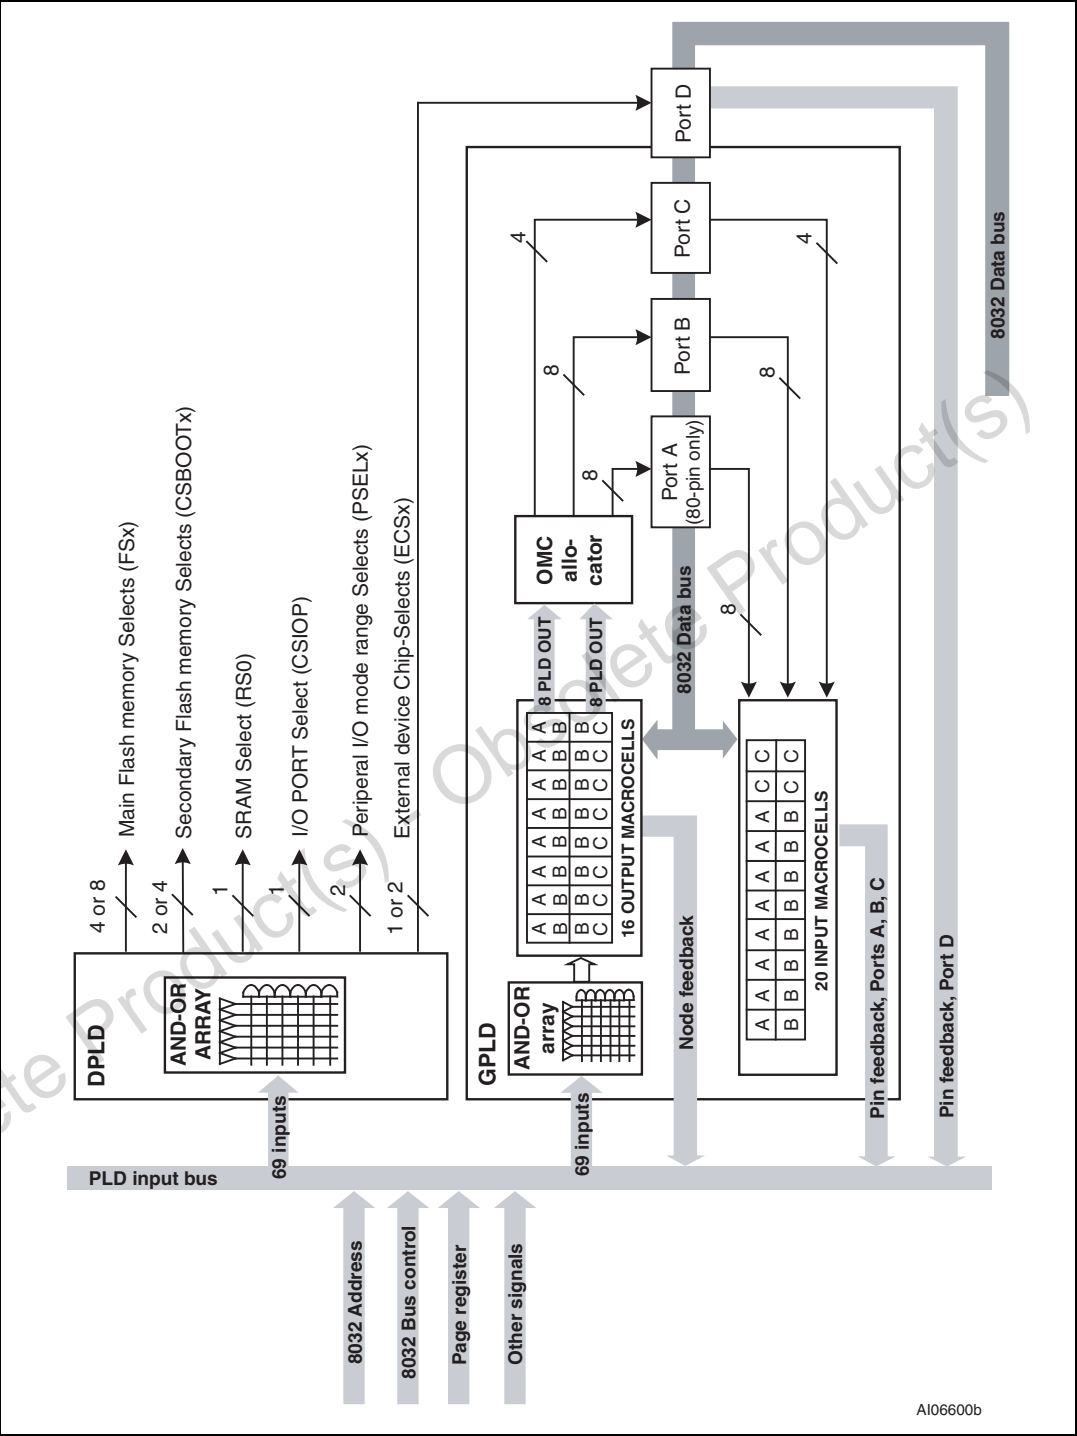 Obsolete Product(s) - Obsolete Product(s)
DPLD
AND-OR
ARRAY
69 inputs
4 or 8
Main Flash memory Selects (FSx)
2 or 4
Secondary Flash memory Selects (CSBOOTx)
1
SRAM Select (RS0)
1
I/O PORT Select (CSIOP)
2
Periperal I/O mode range Selects (PSELx)
1 or 2
External device Chip-Selects (ECSx)
PLD input bus
8032 Address
8032 Bus control
Page register
Other signals
GPLD
AND-OR
array
69 inputs
A A A A A A A A
B B B B B B B B
B B B B B B B B
C C C C C C C C
16 OUTPUT MACROCELLS
8 PLD OUT
8 PLD OUT
OMC
allo-
cator
8
8
4
Port A
(80-pin only)
Port B
Port C
Port D
8032 Data bus
8
8
4
A A A A A A A A C C
B B B B B B B B C C
20 INPUT MACROCELLS
Node feedback
Pin feedback, Ports A, B, C
Pin feedback, Port D
8032 Data bus
AI06600b